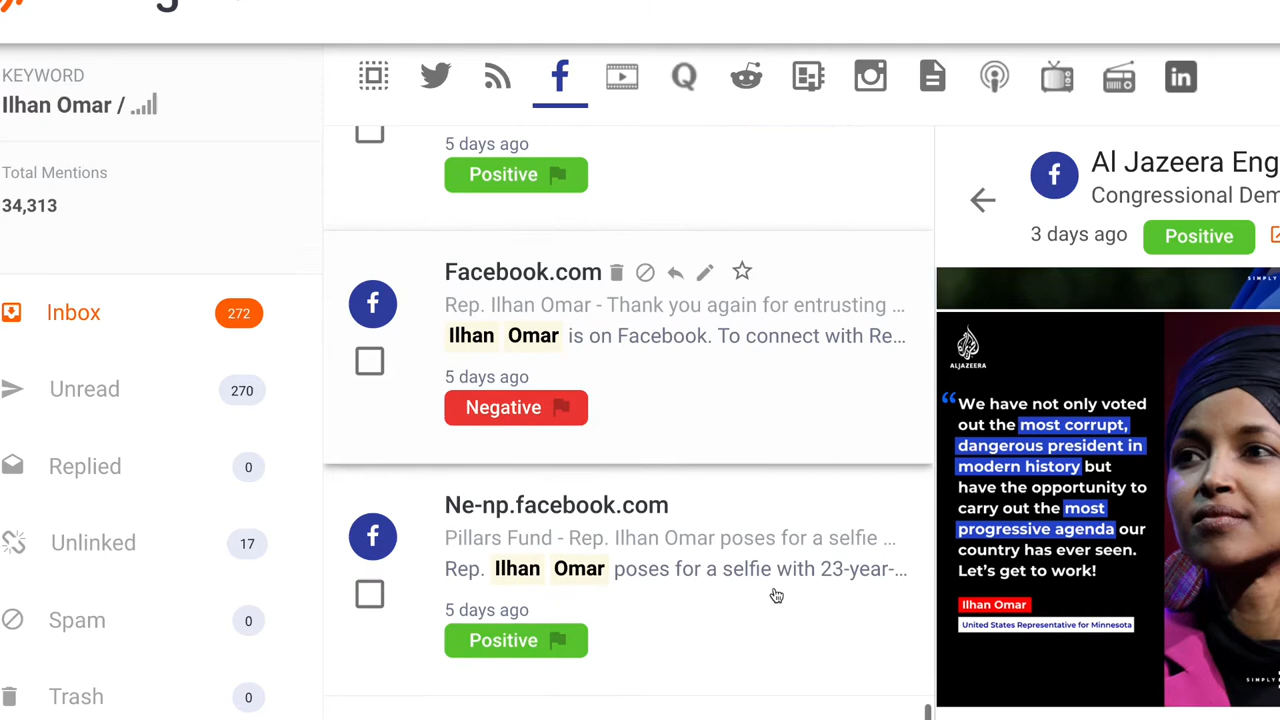 KEYWORD
Ilhan Omar /
Total Mentions
34,313
Inbox 272
Unread 270
Replied 0
Unlinked 17
Spam 0
Trash 0
5 days ago
Positive
Facebook.com
Rep. Ilhan Omar - Thank you again for entrusting ...
Ilhan Omar is on Facebook. To connect with Re...
5 days ago
Negative
Ne-np.facebook.com
Pillars Fund - Rep. Ilhan Omar poses for a selfie ...
Rep. Ilhan Omar poses for a selfie with 23-year-...
5 days ago
Positive
Al Jazeera Eng
Congressional Dem
3 days ago Positive
SIMPLY
ALJAZEERA
“We have not only voted
out the most corrupt,
dangerous president in
modern history but
have the opportunity to
carry out the most
progressive agenda our
country has ever seen.
Let’s get to work!
Ilhan Omar
United States Representative for Minnesota
SIMPLY